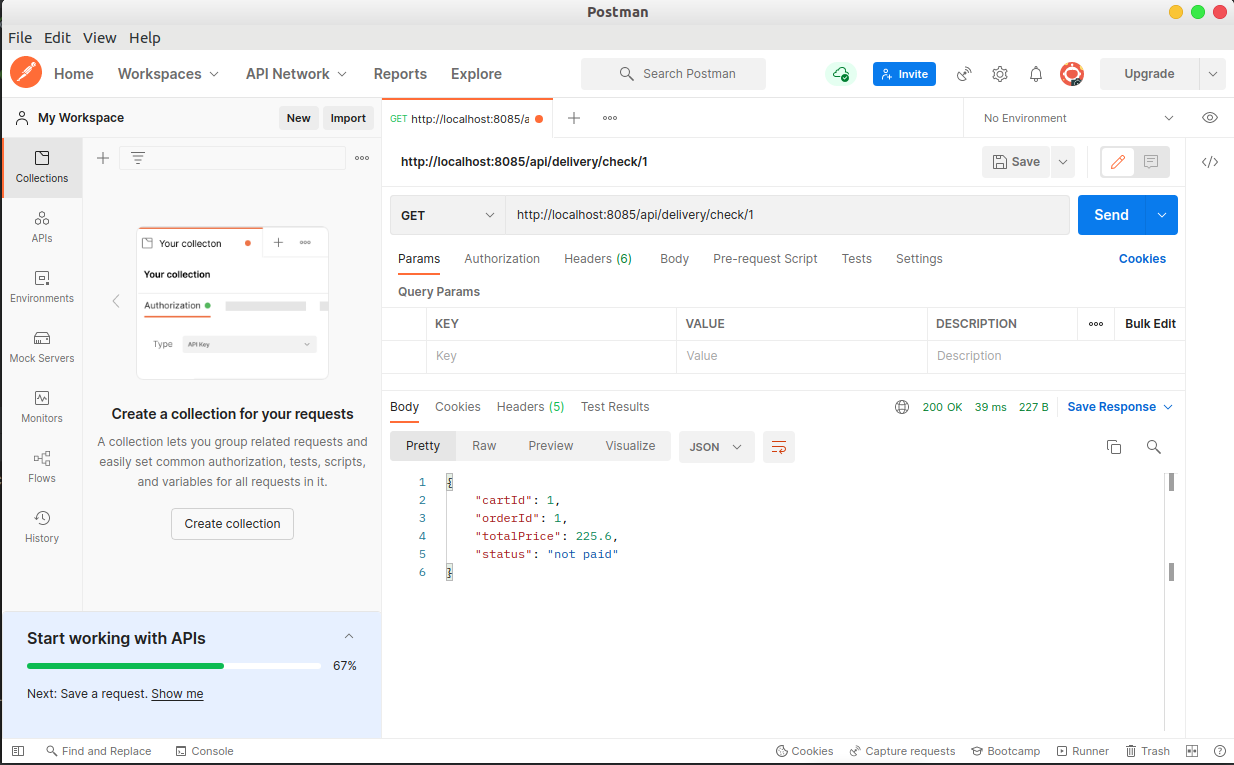 Postman
File Edit View Help
Home Workspaces API Network Reports Explore Search Postman Invite Upgrade
My Workspace New Import GET http://localhost:8085/a No Environment
http://localhost:8085/api/delivery/check/1 Save
Collections
APIs
Environments
Mock Servers
Monitors
Flows
History
Your collecton
Your collection
Authorization
Type API Key
Create a collection for your requests
A collection lets you group related requests and
easily set common authorization, tests, scripts,
and variables for all requests in it.
Create collection
Start working with APIs
67%
Next: Save a request. Show me
GET http://localhost:8085/api/delivery/check/1 Send
Params Authorization Headers (6) Body Pre-request Script Tests Settings Cookies
Query Params
KEY VALUE DESCRIPTION Bulk Edit
Key Value Description
Body Cookies Headers (5) Test Results 200 OK 39 ms 227 B Save Response
Pretty Raw Preview Visualize JSON
1 {
2 "cartId": 1,
3 "orderId": 1,
4 "totalPrice": 225.6,
5 "status": "not paid"
6 }
Find and Replace Console Cookies Capture requests Bootcamp Runner Trash